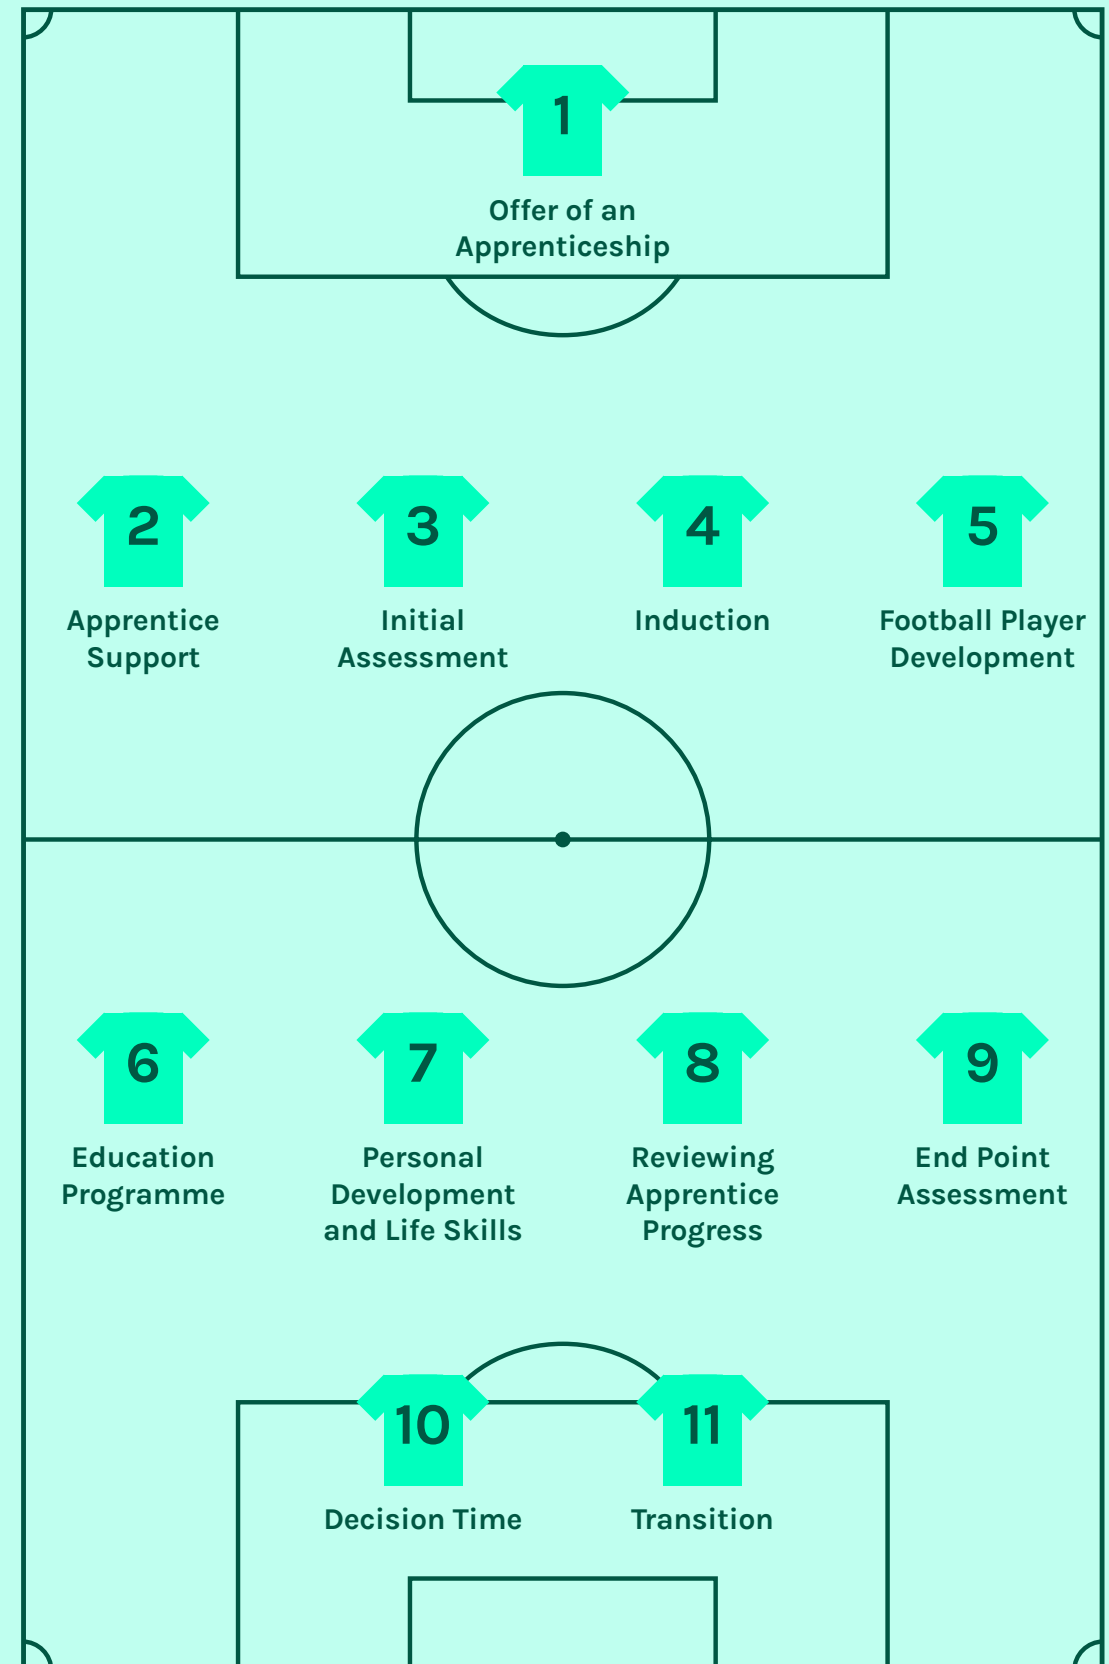 1
Offer of an
Apprenticeship
2
Apprentice
Support
3
Initial
Assessment
4
Induction
5
Football Player
Development
6
Education
Programme
7
Personal
Development
and Life Skills
8
Reviewing
Apprentice
Progress
9
End Point
Assessment
10
Decision Time
11
Transition